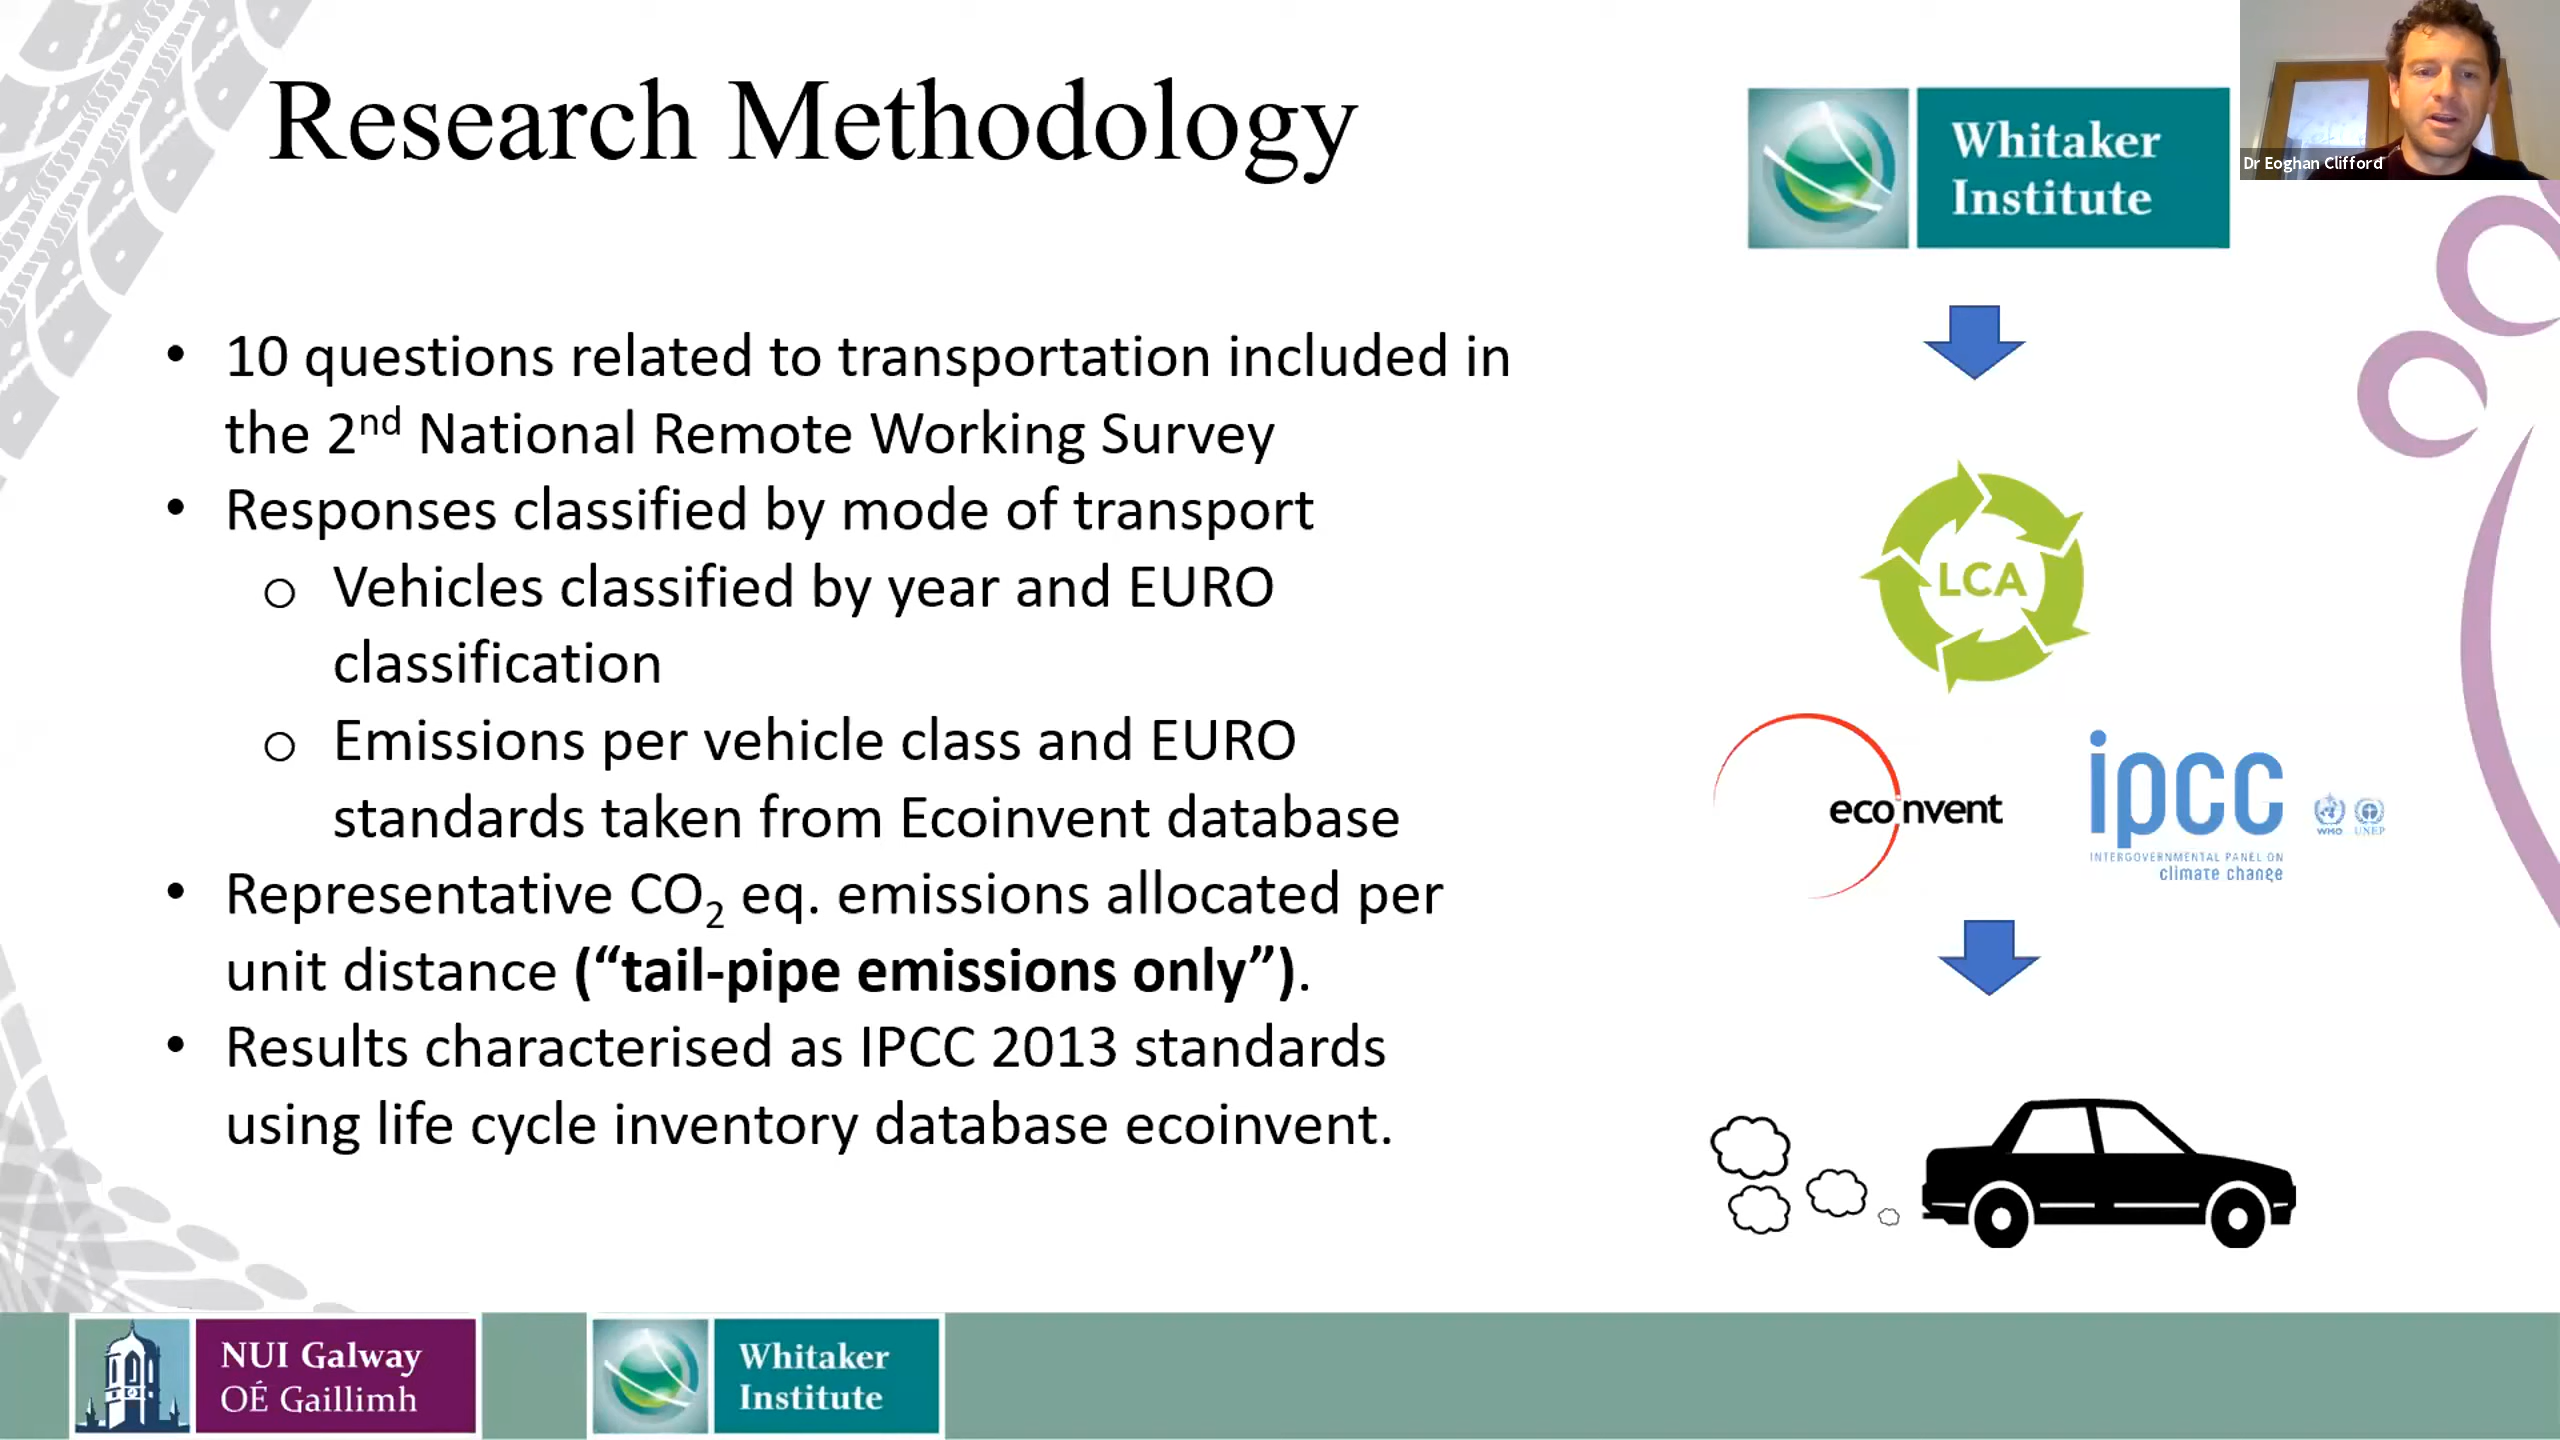 Research Methodology
Whitaker
Institute
Dr Eoghan Clifford
• 10 questions related to transportation included in
the 2nd National Remote Working Survey
• Responses classified by mode of transport
o Vehicles classified by year and EURO
classification
o Emissions per vehicle class and EURO
standards taken from Ecoinvent database
• Representative CO2 eq. emissions allocated per
unit distance (“tail-pipe emissions only”).
• Results characterised as IPCC 2013 standards
using life cycle inventory database ecoinvent.
LCA
ecoinvent
ipcc
INTERGOVERNMENTAL PANEL ON
climate change
WMO UNEP
NUI Galway
OÉ Gaillimh
Whitaker
Institute